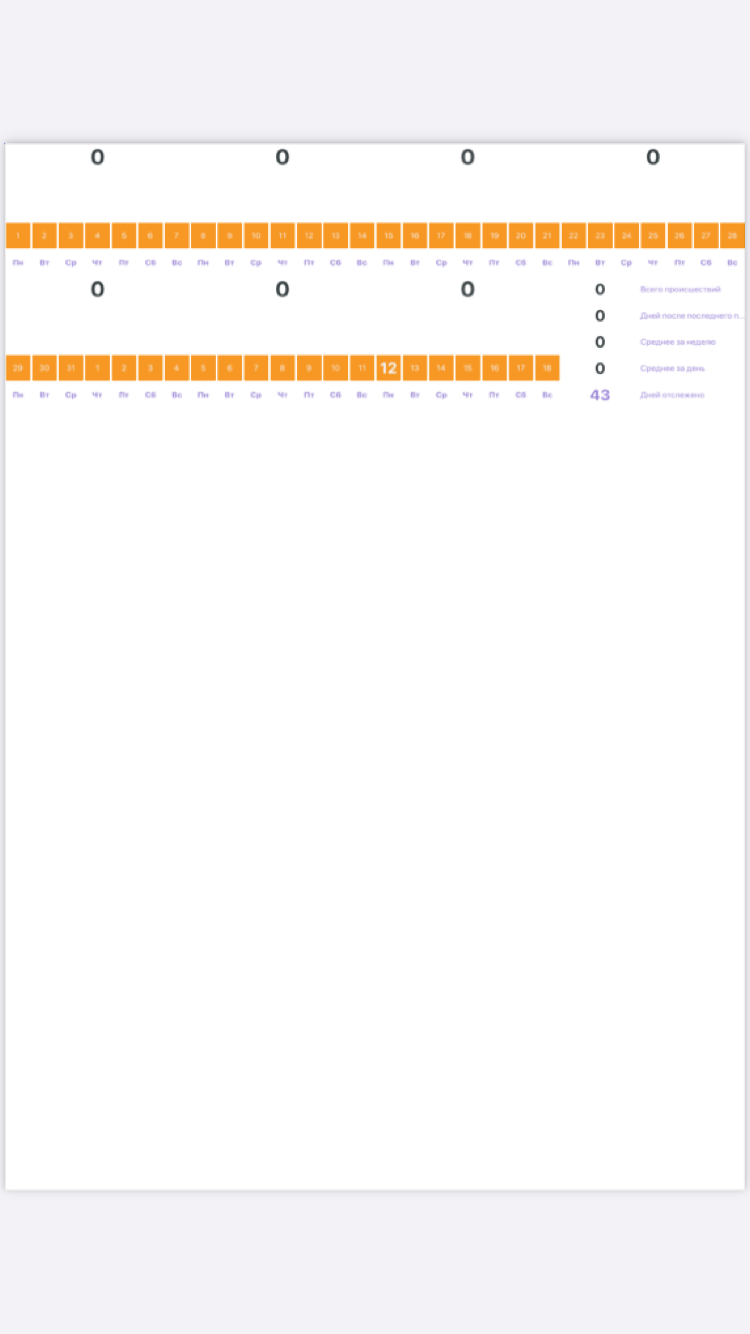 0 0 0 0
1 2 3 4 5 6 7 8 9 10 11 12 13 14 15 16 17 18 19 20 21 22 23 24 25 26 27 28
Пн Вт Ср Чт Пт Сб Вс Пн Вт Ср Чт Пт Сб Вс Пн Вт Ср Чт Пт Сб Вс Пн Вт Ср Чт Пт Сб Вс
0 0 0
0 Всего происшествий
0 Дней после последнего п...
0 Среднее за неделю
29 30 31 1 2 3 4 5 6 7 8 9 10 11 12 13 14 15 16 17 18
0 Среднее за день
Пн Вт Ср Чт Пт Сб Вс Пн Вт Ср Чт Пт Сб Вс Пн Вт Ср Чт Пт Сб Вс
43 Дней отслежено